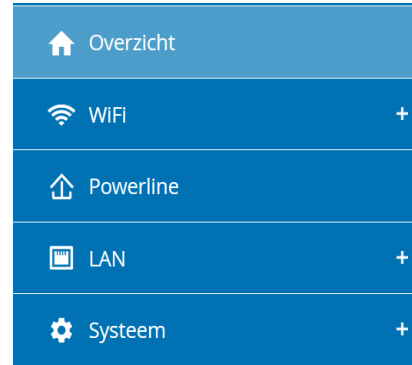 Overzicht
WiFi +
Powerline
LAN +
Systeem +